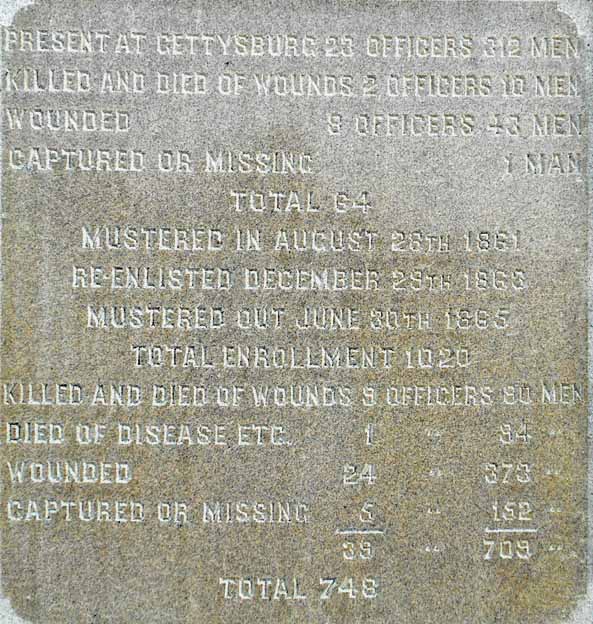 PRESENT AT GETTYSBURG 23 OFFICERS 312 MEN
KILLED AND DIED OF WOUNDS 2 OFFICERS 10 MEN
WOUNDED 8 OFFICERS 43 MEN
CAPTURED OR MISSING 1 MAN
TOTAL 64
MUSTERED IN AUGUST 28TH 1861
RE-ENLISTED DECEMBER 28TH 1863
MUSTERED OUT JUNE 30TH 1865
TOTAL ENROLLMENT 1020
KILLED AND DIED OF WOUNDS 9 OFFICERS 90 MEN
DIED OF DISEASE ETC. 1 " 94 "
WOUNDED 24 " 373 "
CAPTURED OR MISSING 5 " 152 "
39 " 709 "
TOTAL 748